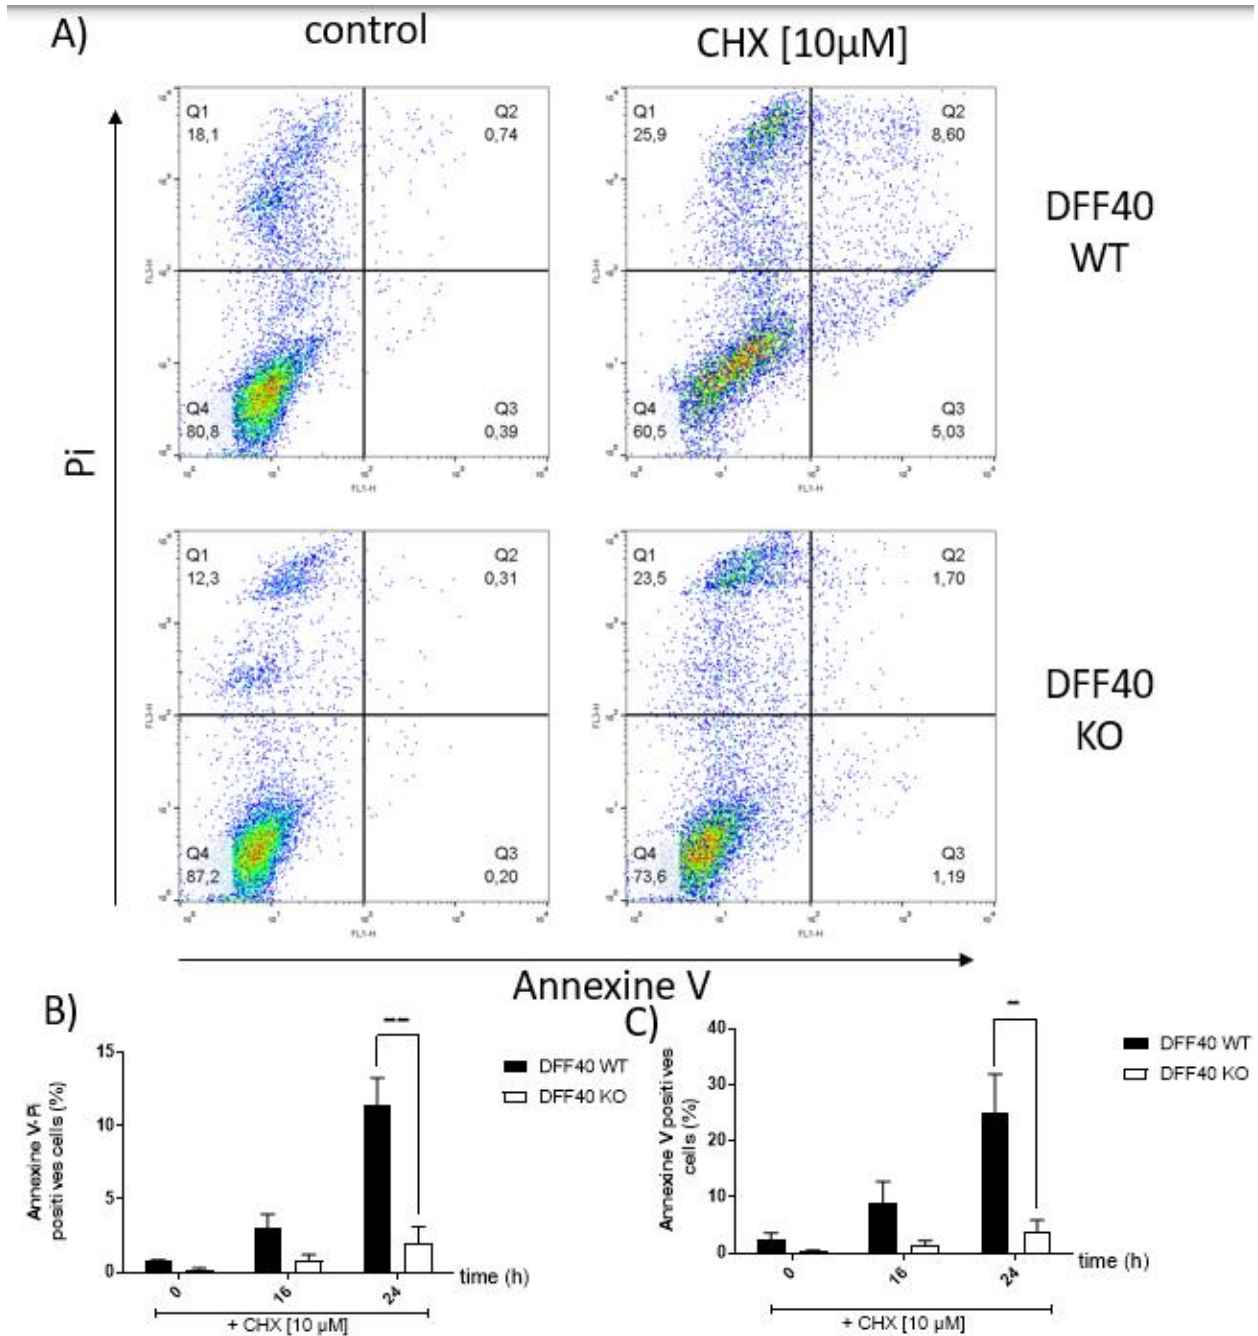 A)
control
CHX [10µM]
Q1
18,1
Q2
0,74
Q4
80,8
Q3
0,39
FL1-H
Q1
25,9
Q2
8,60
Q4
60,5
Q3
5,03
FL1-H
DFF40
WT
Pi
Q1
12,3
Q2
0,31
Q4
87,2
Q3
0,20
FL1-H
Q1
23,5
Q2
1,70
Q4
73,6
Q3
1,19
FL1-H
DFF40
KO
Annexine V
B)
Annexine V-Pi
positives cells (%)
15
10
5
0
0
16
24
time (h)
+ CHX [10 µM]
DFF40 WT
DFF40 KO
--
C)
Annexine V positives
cells (%)
40
30
20
10
0
0
16
24
time (h)
+ CHX [10 µM]
DFF40 WT
DFF40 KO
-